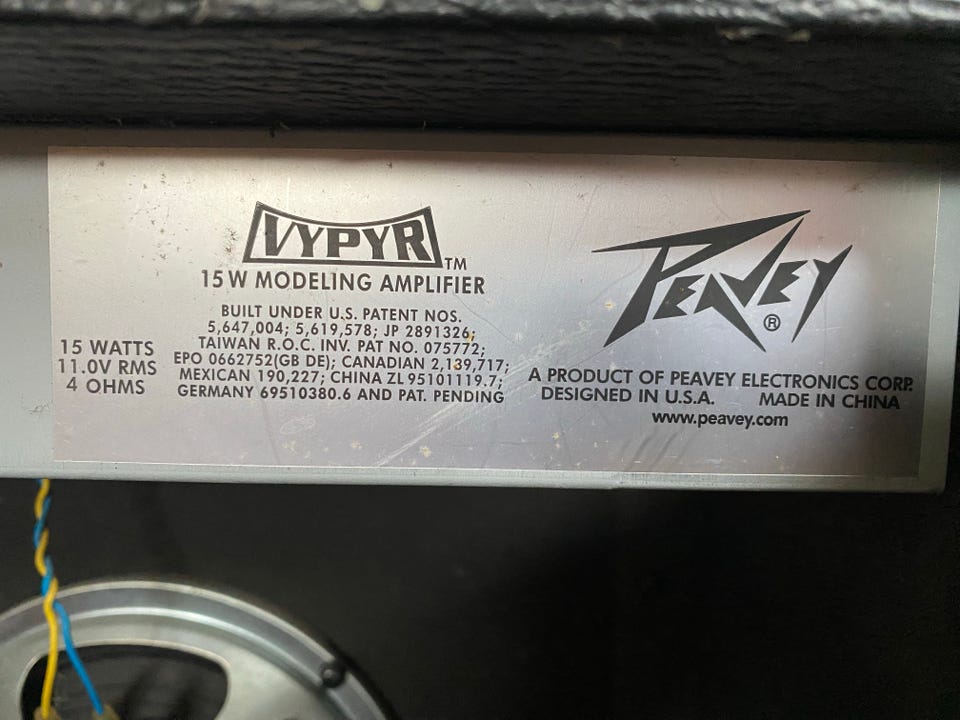 VYPYR™
15W MODELING AMPLIFIER
BUILT UNDER U.S. PATENT NOS.
5,647,004; 5,619,578; JP 2891326;
TAIWAN R.O.C. INV. PAT NO. 075772;
EPO 0662752(GB DE); CANADIAN 2,139,717;
MEXICAN 190,227; CHINA ZL 95101119.7;
GERMANY 69510380.6 AND PAT. PENDING
15 WATTS
11.0V RMS
4 OHMS
PEAVEY®
A PRODUCT OF PEAVEY ELECTRONICS CORP.
DESIGNED IN U.S.A. MADE IN CHINA
www.peavey.com